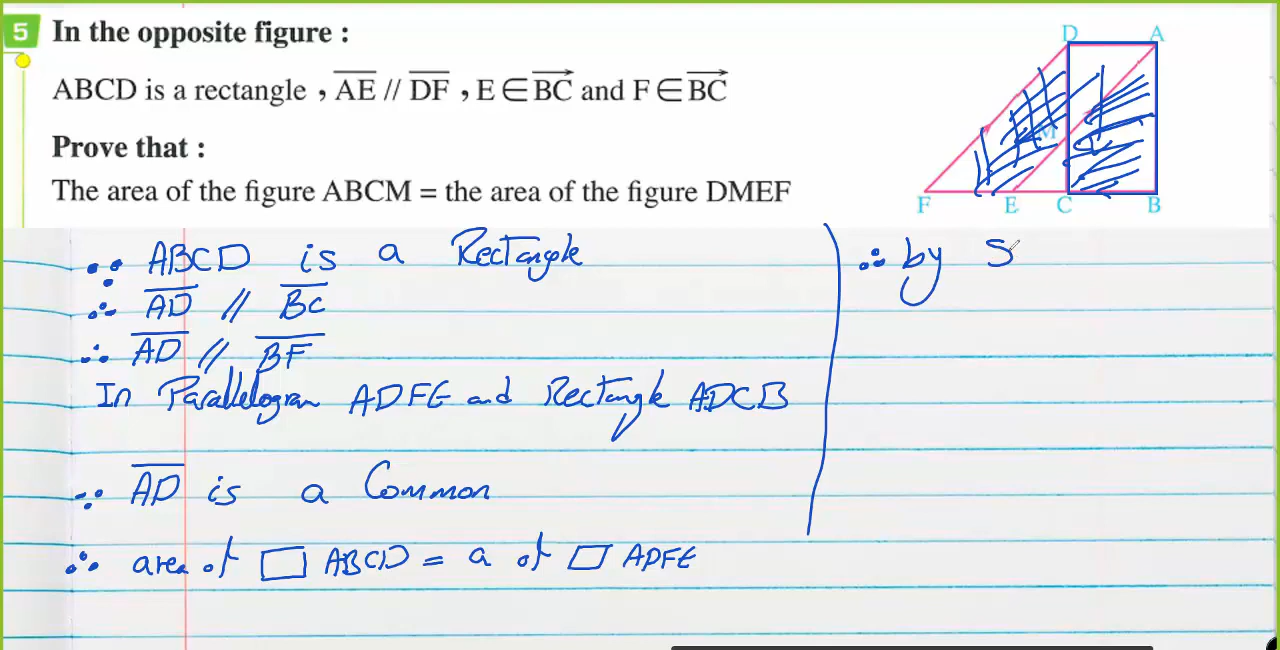 5 In the opposite figure :
ABCD is a rectangle , AE // DF , E ∈ BC and F ∈ BC
Prove that :
The area of the figure ABCM = the area of the figure DMEF
D A
M
F E C B
∵ ABCD is a Rectangle
∴ AD // BC
∴ AD // BF
In Parallelogram ADFE and Rectangle ADCB
∵ AD is a Common
∴ area of ▭ ABCD = a of ▱ ADFE
∴ by S